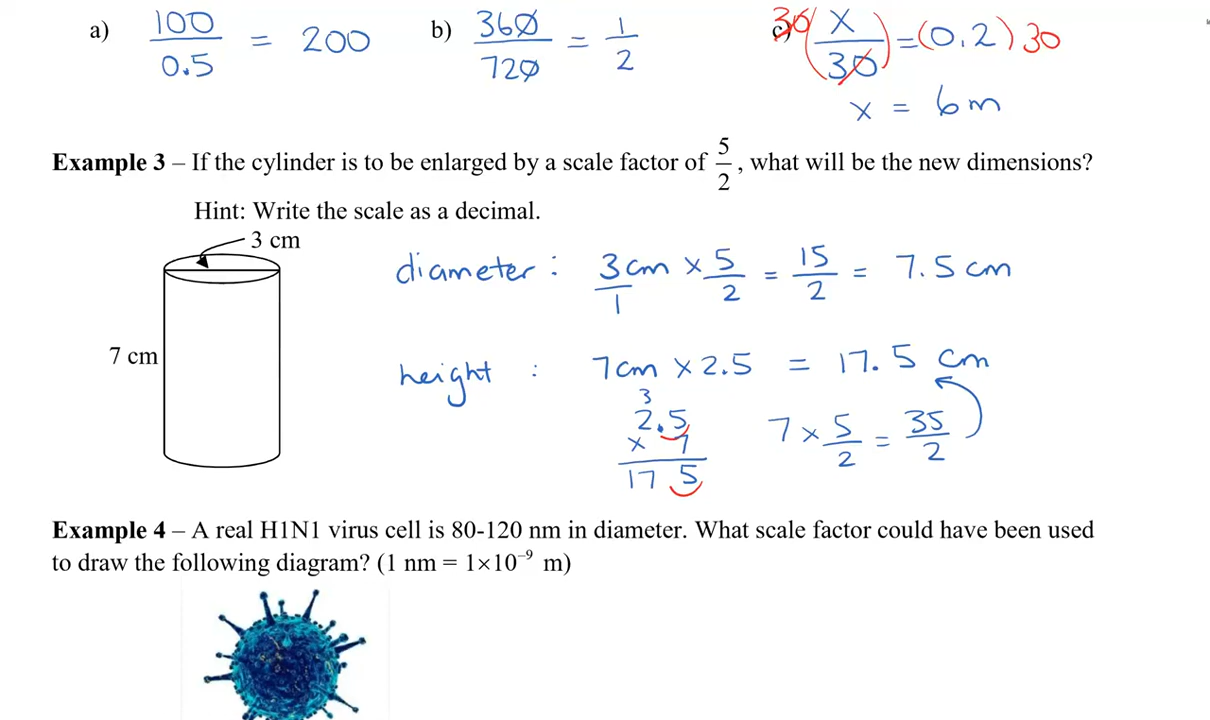 a) 100/0.5 = 200 b) 360/720 = 1/2 c) 30(x/30) = (0.2)30
x = 6m
Example 3 – If the cylinder is to be enlarged by a scale factor of 5/2, what will be the new dimensions?
Hint: Write the scale as a decimal.
3 cm
diameter : 3cm/1 × 5/2 = 15/2 = 7.5 cm
7 cm
height : 7cm × 2.5 = 17.5 cm
3
2.5 7 × 5/2 = 35/2
× 7
17 5
Example 4 – A real H1N1 virus cell is 80-120 nm in diameter. What scale factor could have been used
to draw the following diagram? (1 nm = 1×10⁻⁹ m)